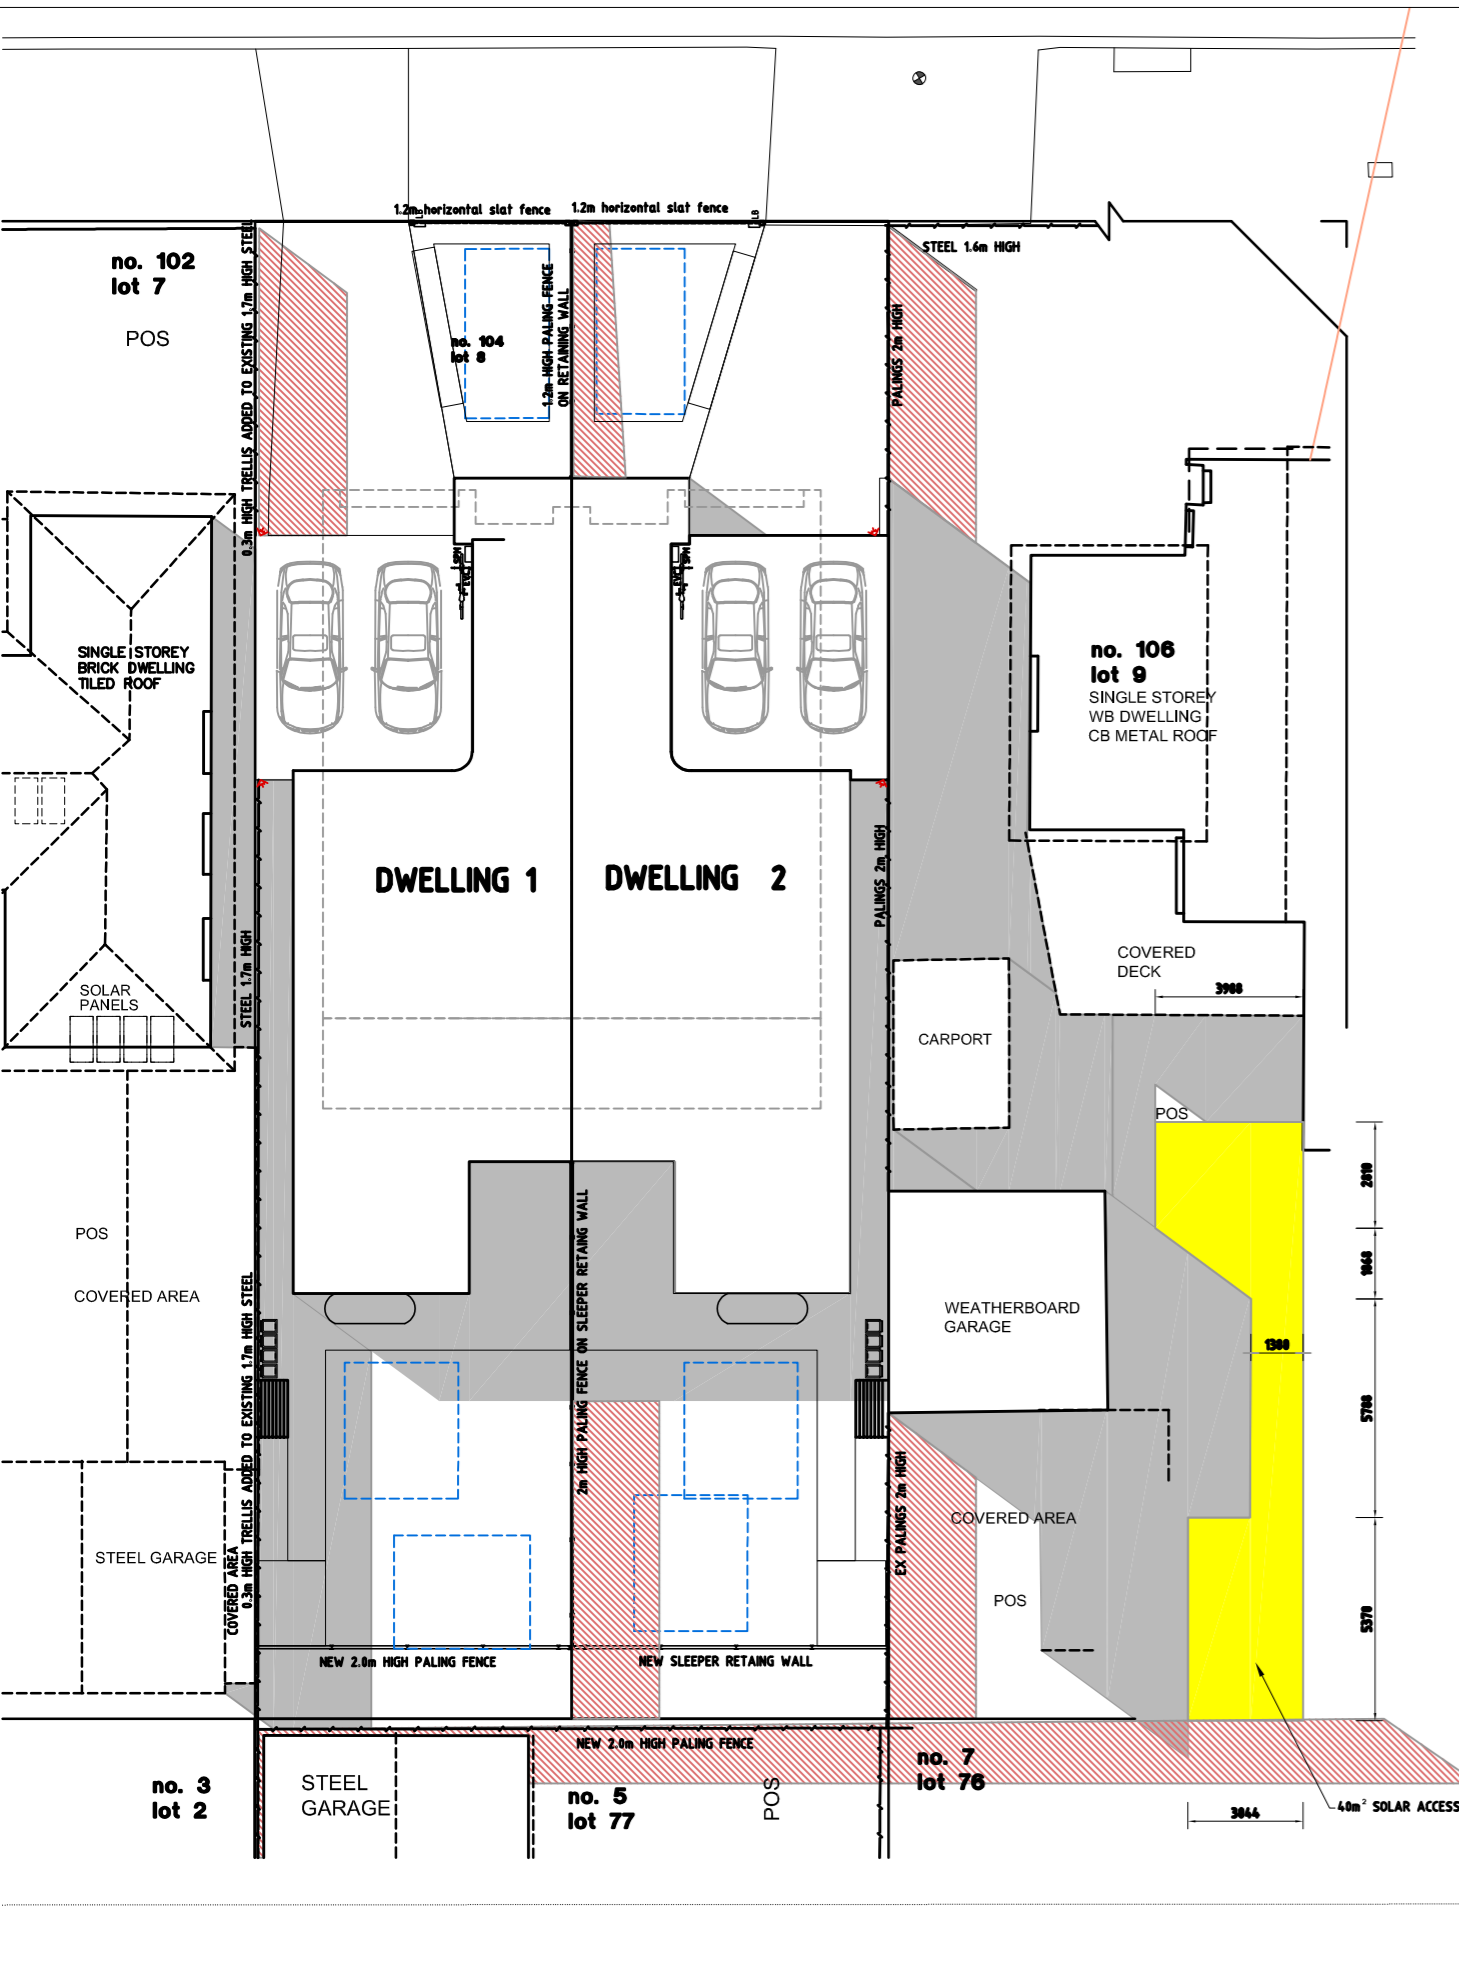 1.2m horizontal slat fence
1.2m horizontal slat fence
LB
LB
STEEL 1.6m HIGH
no. 102
lot 7
POS
0.3m HIGH TRELLIS ADDED TO EXISTING 1.7m HIGH STEEL
no. 104
lot 8
1.2m HIGH PALING FENCE
ON RETAINING WALL
PALINGS 2m HIGH
SINGLE STOREY
BRICK DWELLING
TILED ROOF
no. 106
lot 9
SINGLE STOREY
WB DWELLING
CB METAL ROOF
DWELLING 1
DWELLING 2
PALINGS 2m HIGH
STEEL 1.7m HIGH
SOLAR
PANELS
COVERED
DECK
3988
CARPORT
POS
2810
POS
COVERED AREA
0.3m HIGH TRELLIS ADDED TO EXISTING 1.7m HIGH STEEL
2m HIGH PALING FENCE ON SLEEPER RETAING WALL
WEATHERBOARD
GARAGE
1868
1388
5788
EX PALINGS 2m HIGH
COVERED AREA
STEEL GARAGE
COVERED AREA
POS
5370
NEW 2.0m HIGH PALING FENCE
NEW SLEEPER RETAING WALL
NEW 2.0m HIGH PALING FENCE
no. 3
lot 2
STEEL
GARAGE
no. 5
lot 77
POS
no. 7
lot 76
3044
40m² SOLAR ACCESS